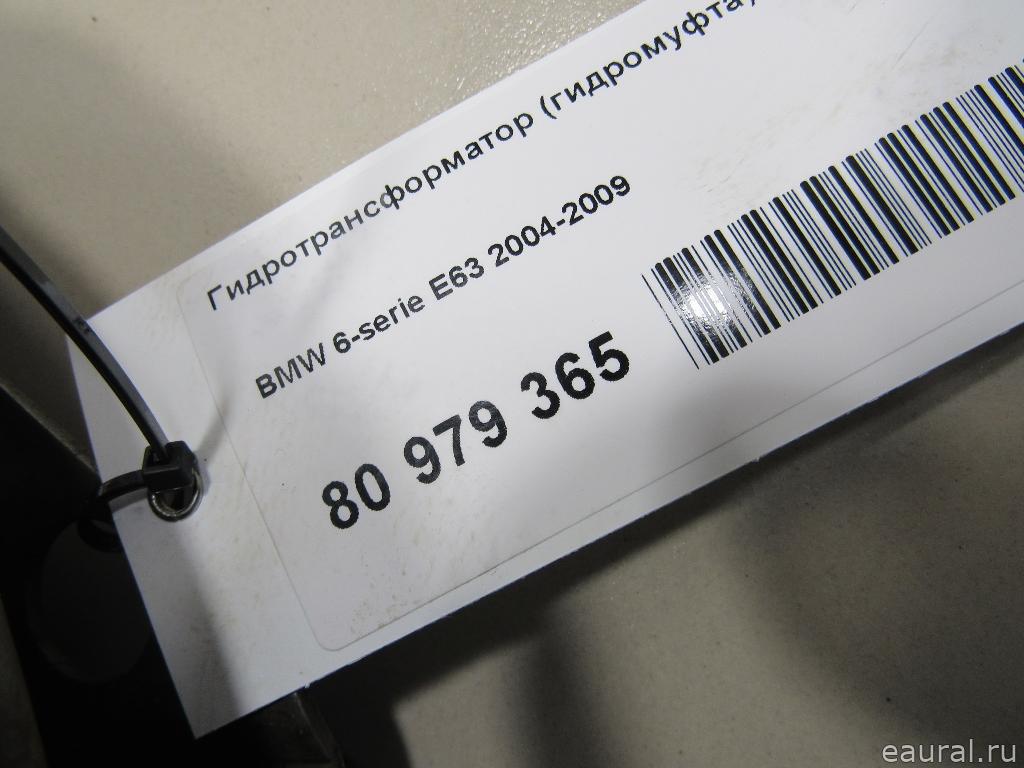 Гидротрансформатор (гидромуфта)
BMW 6-serie E63 2004-2009
80 979 365
eaural.ru